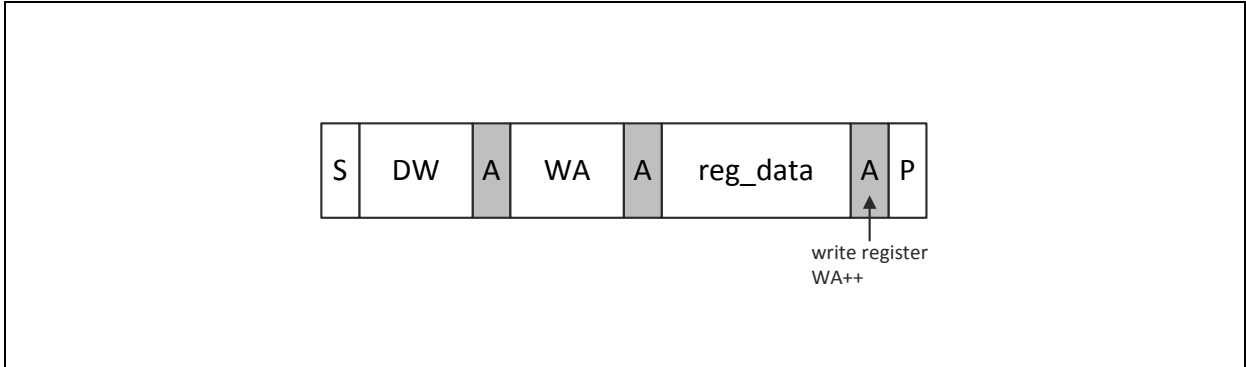 S DW A WA A reg_data A P
write register
WA++